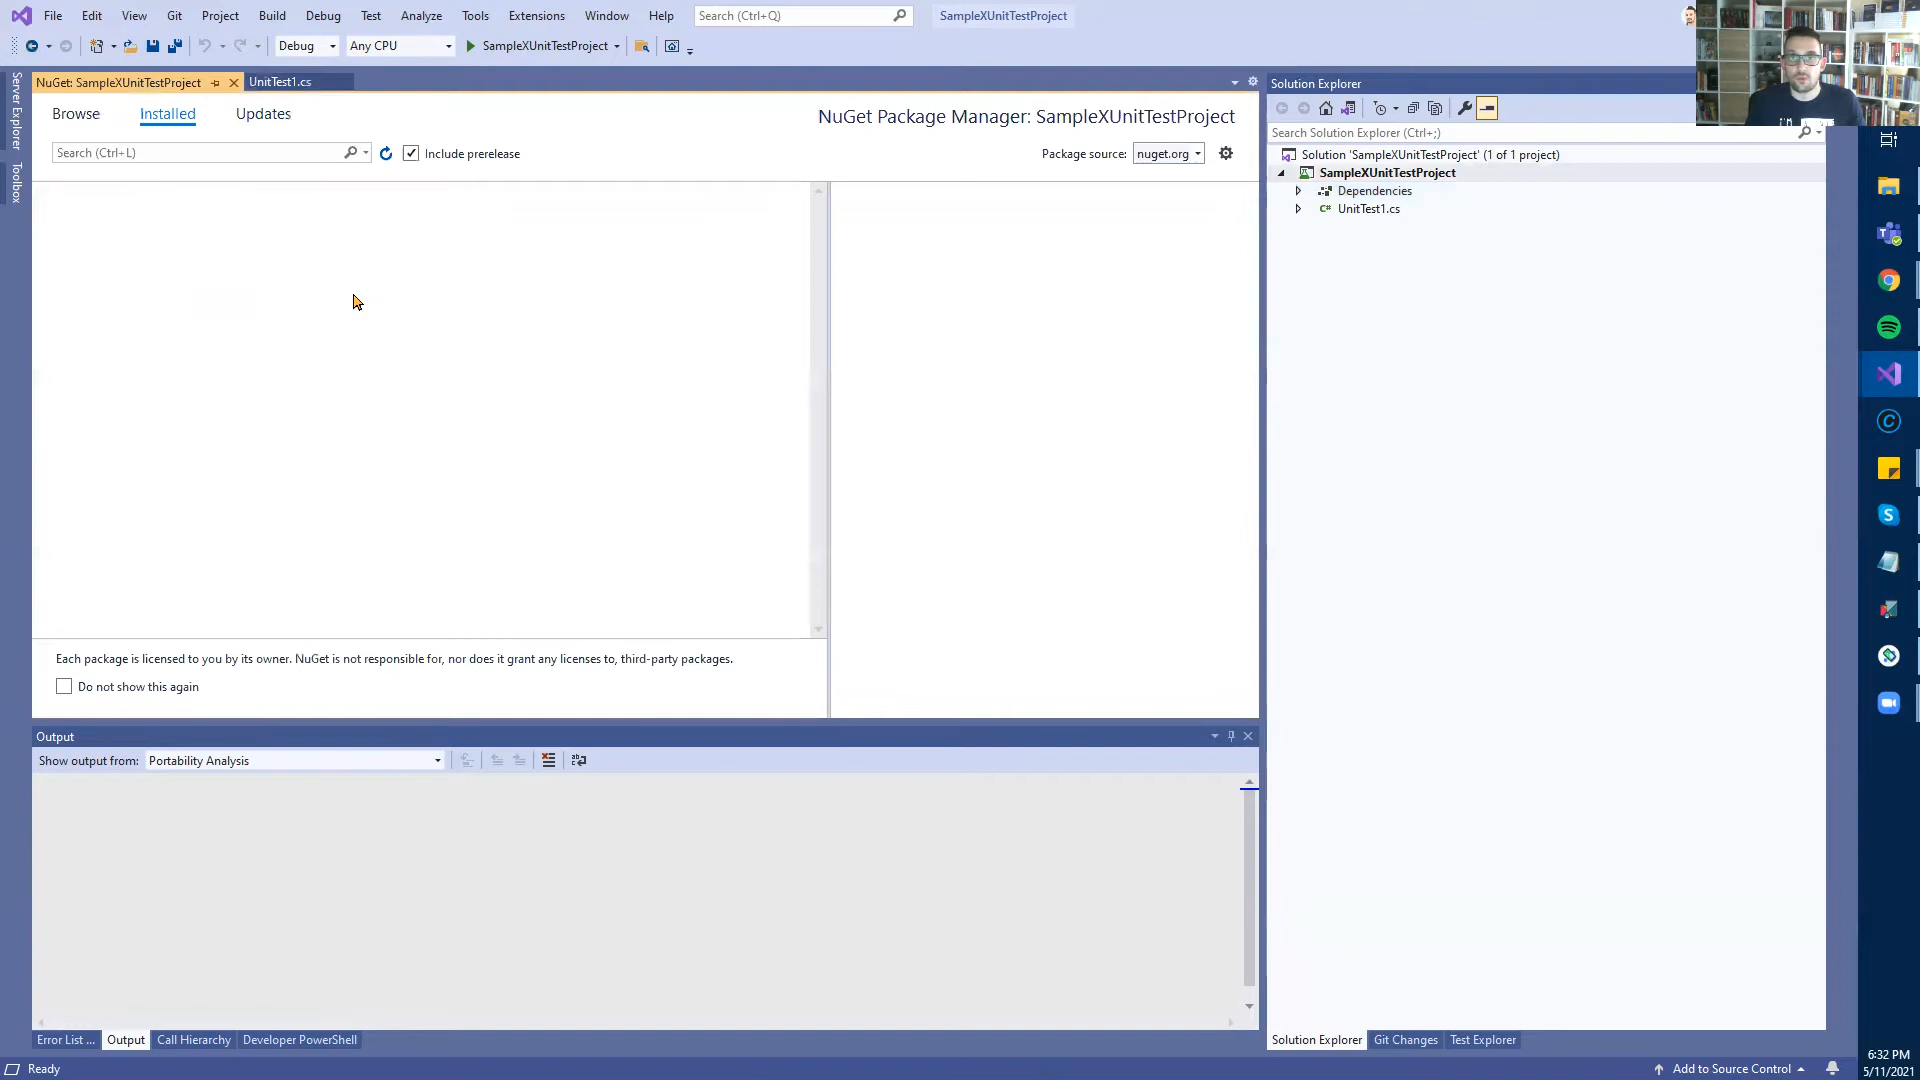 File Edit View Git Project Build Debug Test Analyze Tools Extensions Window Help Search (Ctrl+Q) SampleXUnitTestProject
Debug Any CPU SampleXUnitTestProject
Server Explorer
Toolbox
NuGet: SampleXUnitTestProject UnitTest1.cs
Browse Installed Updates
NuGet Package Manager: SampleXUnitTestProject
Search (Ctrl+L) Include prerelease
Package source: nuget.org
Each package is licensed to you by its owner. NuGet is not responsible for, nor does it grant any licenses to, third-party packages.
Do not show this again
Output
Show output from: Portability Analysis
Error List ... Output Call Hierarchy Developer PowerShell
Solution Explorer
Search Solution Explorer (Ctrl+;)
Solution 'SampleXUnitTestProject' (1 of 1 project)
SampleXUnitTestProject
Dependencies
C# UnitTest1.cs
Solution Explorer Git Changes Test Explorer
Ready
Add to Source Control
6:32 PM
5/11/2021